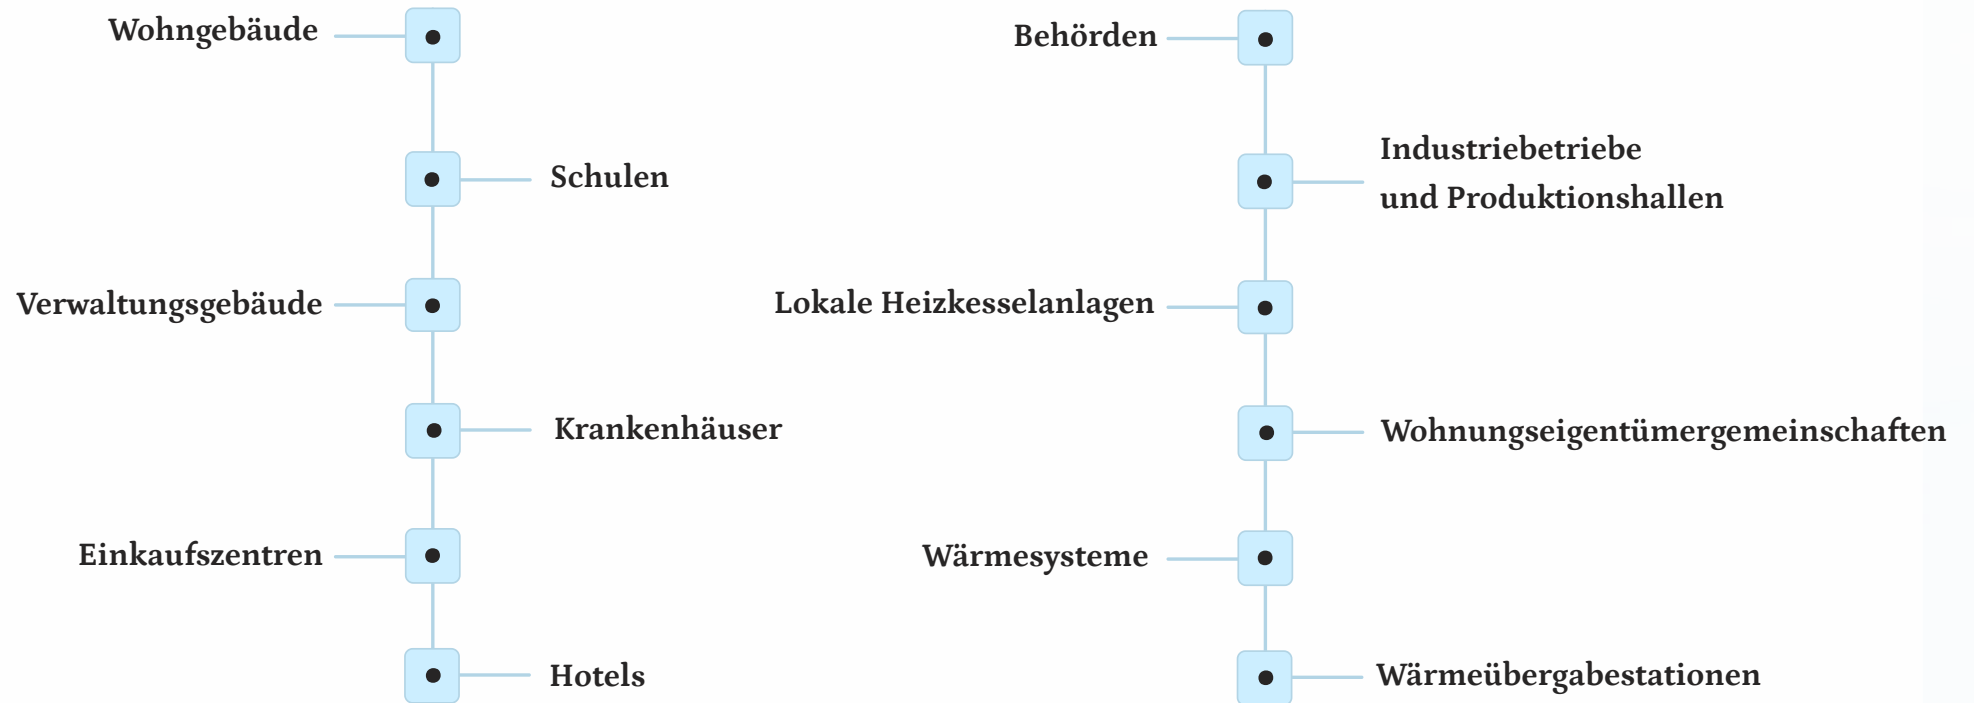 Wohngebäude
Schulen
Verwaltungsgebäude
Krankenhäuser
Einkaufszentren
Hotels
Behörden
Industriebetriebe
und Produktionshallen
Lokale Heizkesselanlagen
Wohnungseigentümergemeinschaften
Wärmesysteme
Wärmeübergabestationen